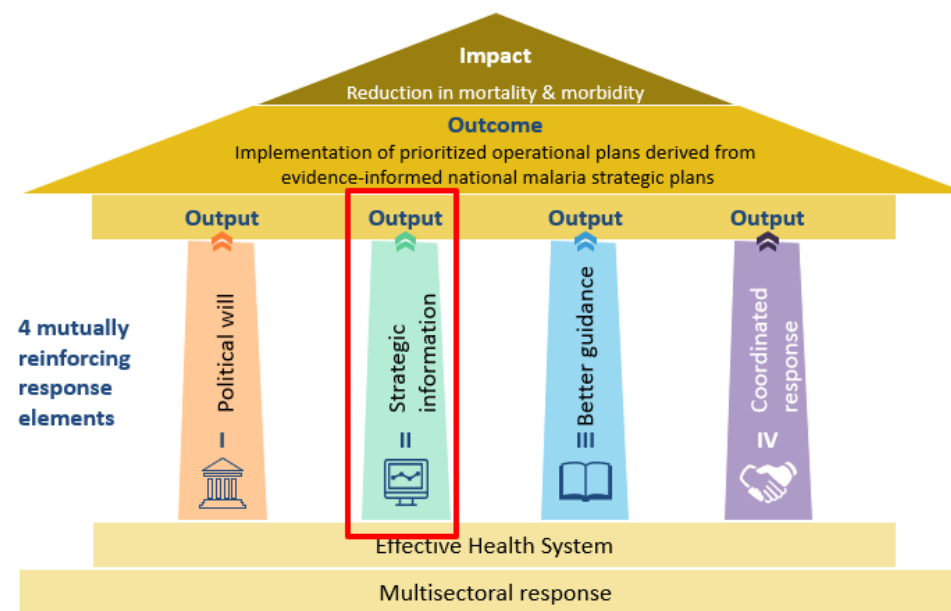 Impact
Reduction in mortality & morbidity
Outcome
Implementation of prioritized operational plans derived from
evidence-informed national malaria strategic plans
Output
Output
Output
Output
4 mutually
reinforcing
response
elements
Political will
I
Strategic
information
II
Better guidance
III
Coordinated
response
IV
Effective Health System
Multisectoral response